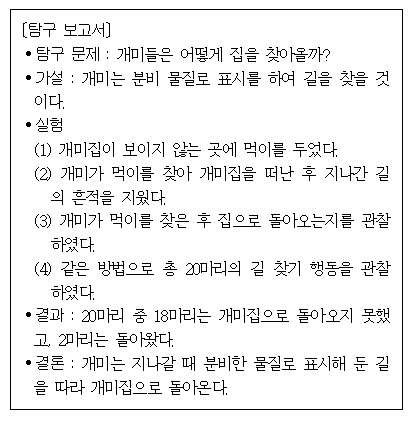 [탐구 보고서]
• 탐구 문제 : 개미들은 어떻게 집을 찾아올까?
• 가설 : 개미는 분비 물질로 표시를 하여 길을 찾을 것
이다.
• 실험
(1) 개미집이 보이지 않는 곳에 먹이를 두었다.
(2) 개미가 먹이를 찾아 개미집을 떠난 후 지나간 길
의 흔적을 지웠다.
(3) 개미가 먹이를 찾은 후 집으로 돌아오는지를 관찰
하였다.
(4) 같은 방법으로 총 20마리의 길 찾기 행동을 관찰
하였다.
• 결과 : 20마리 중 18마리는 개미집으로 돌아오지 못했
고, 2마리는 돌아왔다.
• 결론 : 개미는 지나갈 때 분비한 물질로 표시해 둔 길
을 따라 개미집으로 돌아온다.